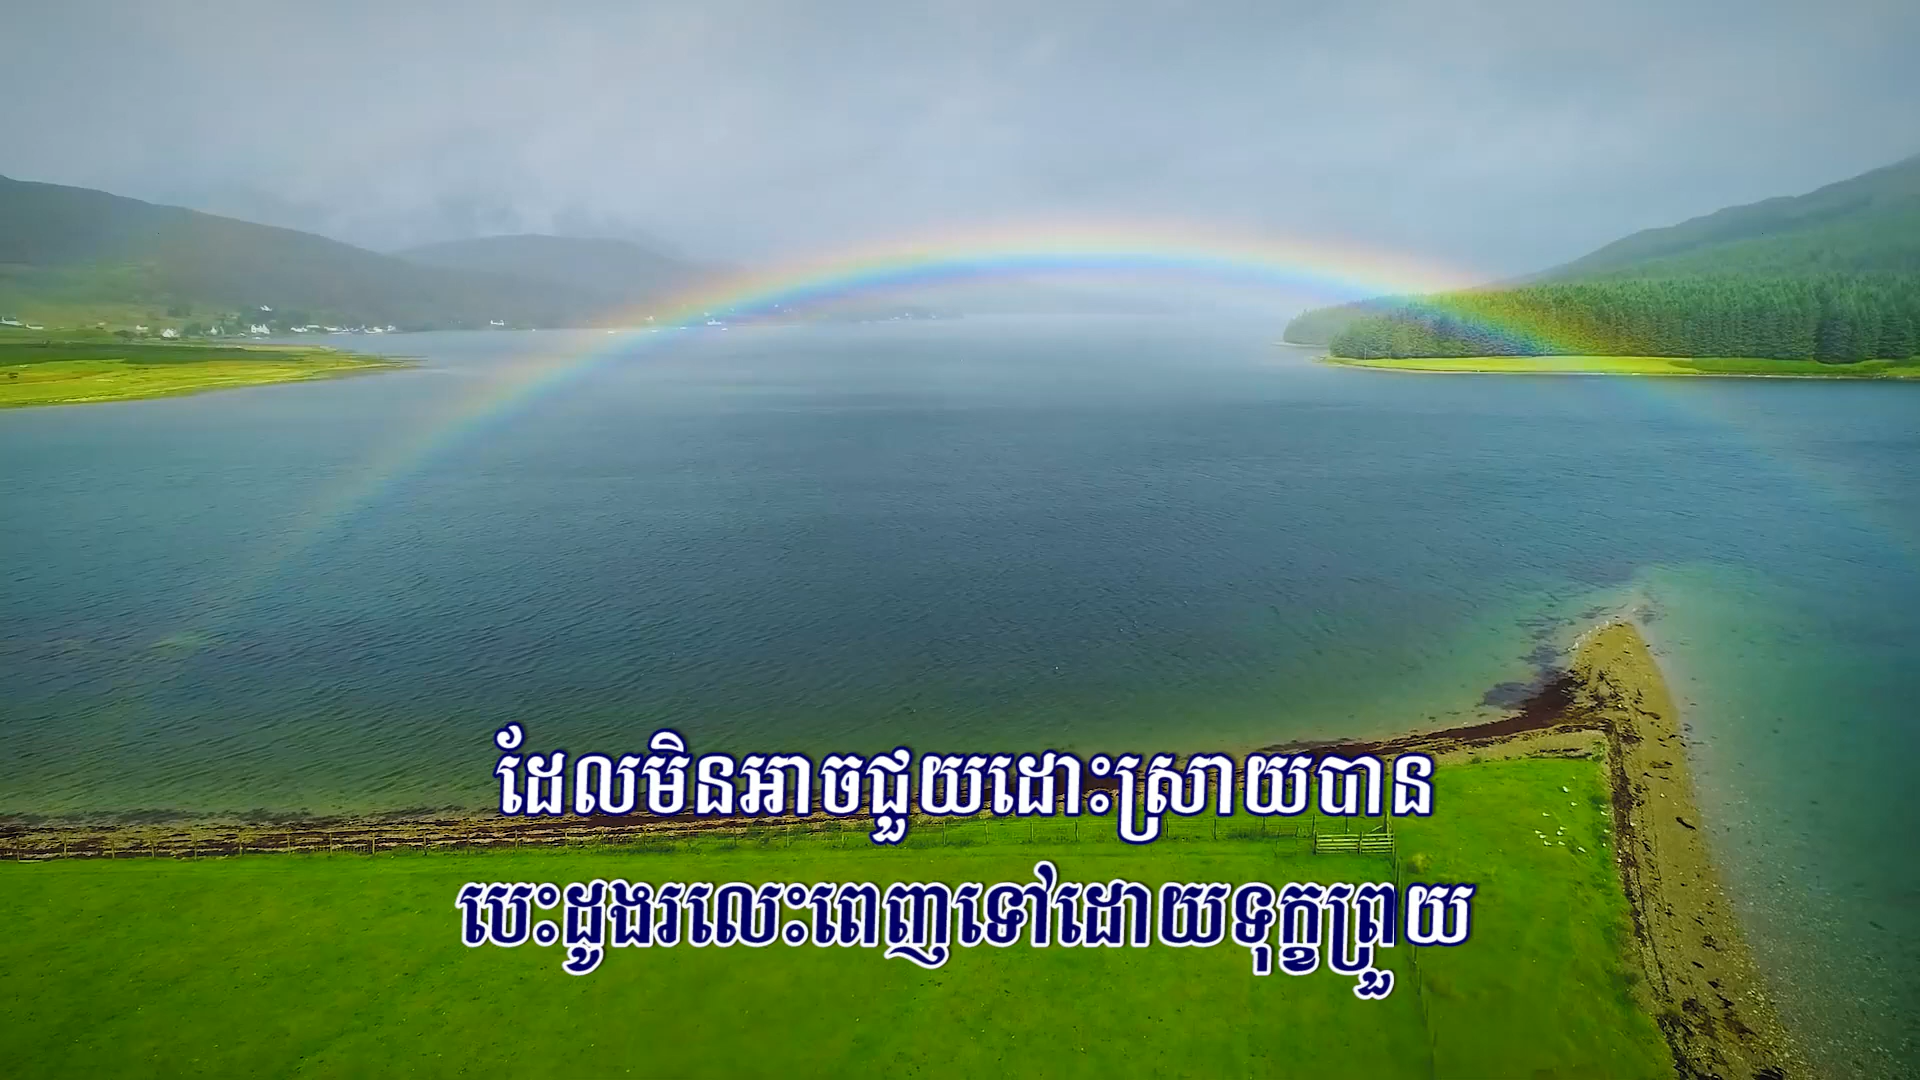 ដែលមិនអាចជួយដោះស្រាយបាន
បេះដូងរលេះពេញទៅដោយទុក្ខព្រួយ